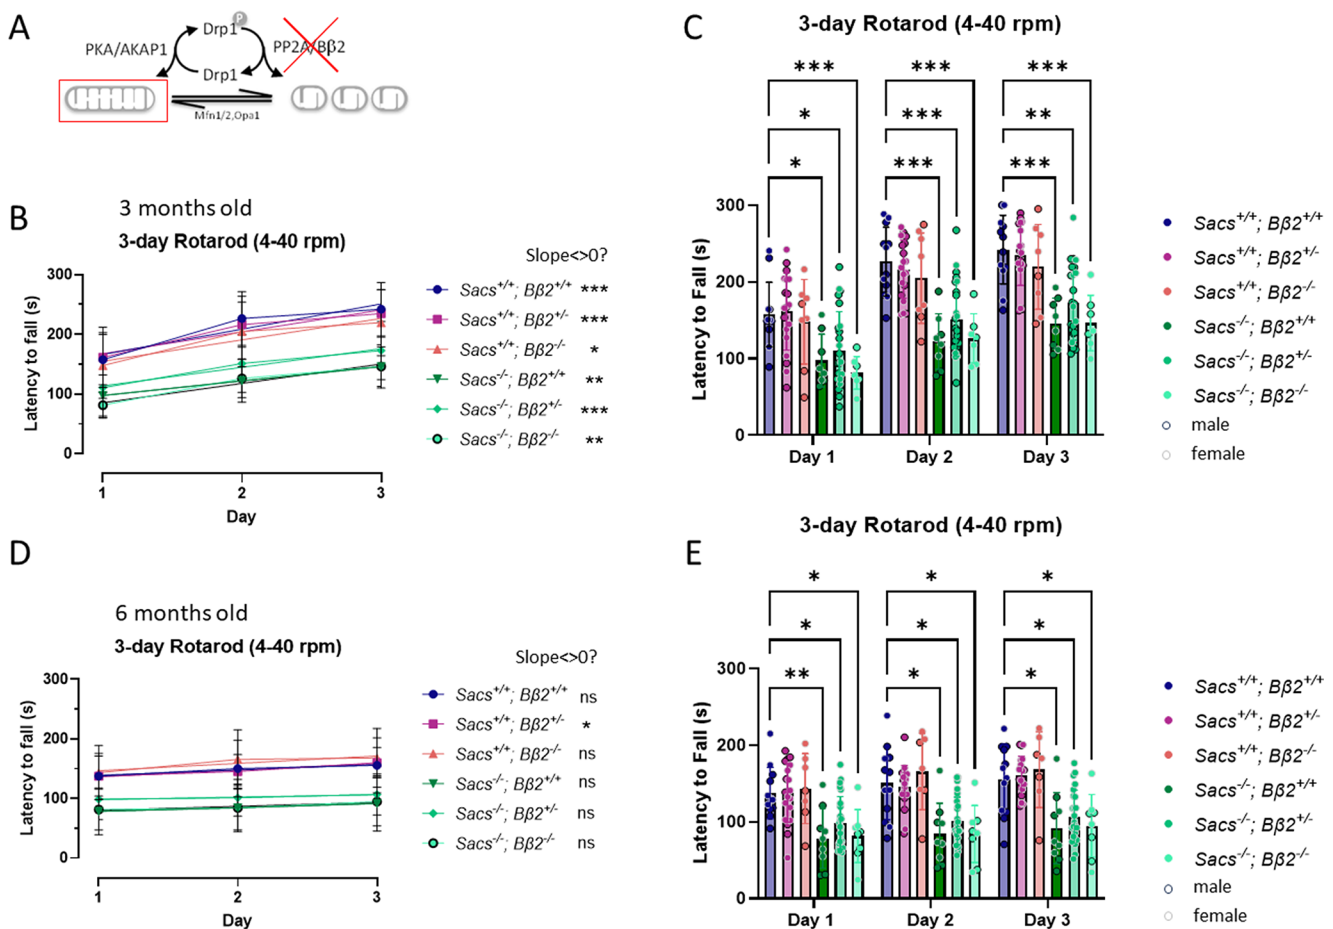 A
Drp1
P
PKA/AKAP1
PP2A/Bβ2
Drp1
Mfn1/2,Opa1
B
3 months old
3-day Rotarod (4-40 rpm)
Slope<>0?
Latency to fall (s)
300
200
100
0
1
2
3
Day
Sacs+/+; Bβ2+/+ ***
Sacs+/+; Bβ2+/- ***
Sacs+/+; Bβ2-/- *
Sacs-/-; Bβ2+/+ **
Sacs-/-; Bβ2+/- ***
Sacs-/-; Bβ2-/- **
C
3-day Rotarod (4-40 rpm)
*** *** ***
* *** **
* *** ***
Latency to Fall (s)
300
200
100
0
Day 1 Day 2 Day 3
Sacs+/+; Bβ2+/+
Sacs+/+; Bβ2+/-
Sacs+/+; Bβ2-/-
Sacs-/-; Bβ2+/+
Sacs-/-; Bβ2+/-
Sacs-/-; Bβ2-/-
male
female
D
6 months old
3-day Rotarod (4-40 rpm)
Slope<>0?
Latency to fall (s)
300
200
100
0
1
2
3
Day
Sacs+/+; Bβ2+/+ ns
Sacs+/+; Bβ2+/- *
Sacs+/+; Bβ2-/- ns
Sacs-/-; Bβ2+/+ ns
Sacs-/-; Bβ2+/- ns
Sacs-/-; Bβ2-/- ns
E
3-day Rotarod (4-40 rpm)
* * *
* * *
** * *
Latency to Fall (s)
300
200
100
0
Day 1 Day 2 Day 3
Sacs+/+; Bβ2+/+
Sacs+/+; Bβ2+/-
Sacs+/+; Bβ2-/-
Sacs-/-; Bβ2+/+
Sacs-/-; Bβ2+/-
Sacs-/-; Bβ2-/-
male
female